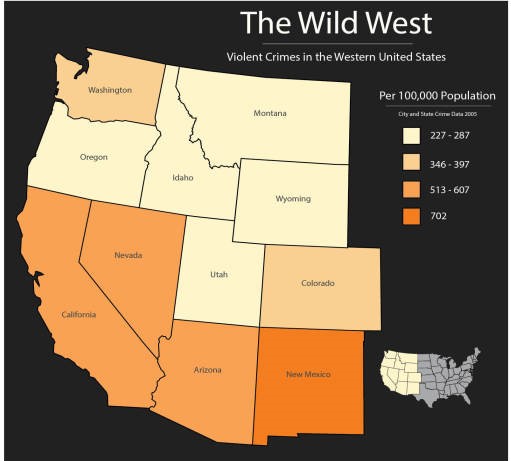 The Wild West
Violent Crimes in the Western United States
Per 100,000 Population
City and State Crime Data 2005
227 - 287
346 - 397
513 - 607
702
Washington
Montana
Oregon
Idaho
Wyoming
Nevada
Utah
Colorado
California
Arizona
New Mexico